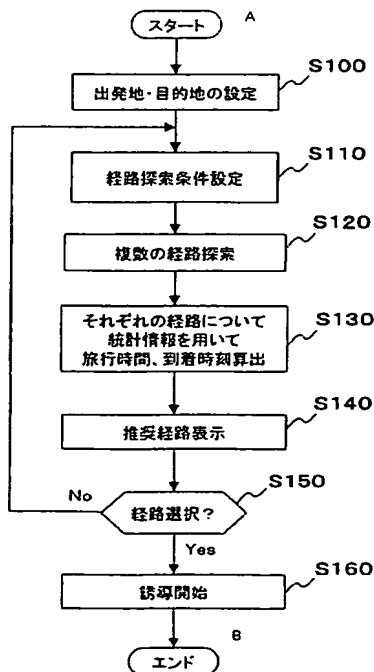 スタート
A
S100
出発地・目的地の設定
S110
経路探索条件設定
S120
複数の経路探索
S130
それぞれの経路について
統計情報を用いて
旅行時間、到着時刻算出
S140
推奨経路表示
S150
No
経路選択?
Yes
S160
誘導開始
B
エンド